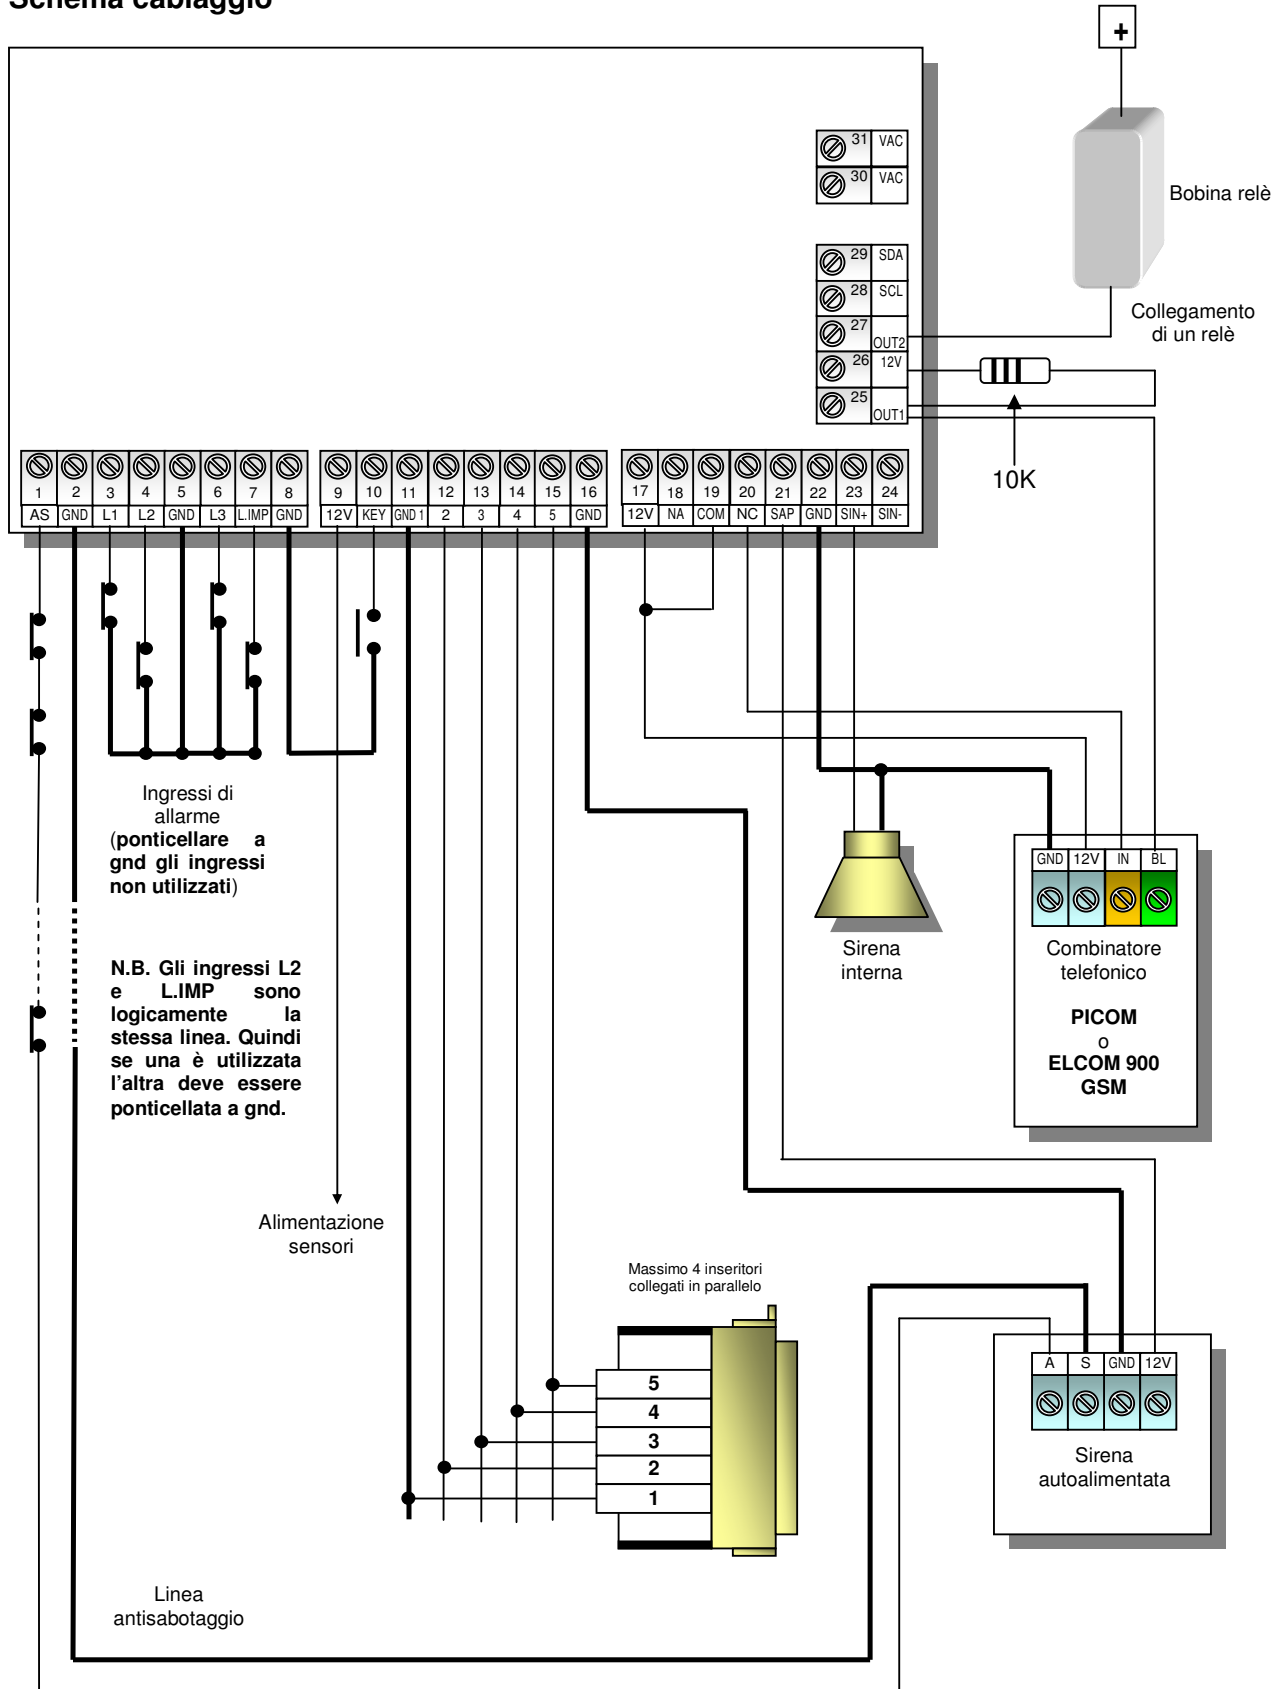 Schema cablaggio
+
31 VAC
30 VAC
Bobina relè
29 SDA
28 SCL
27 OUT2
26 12V
25 OUT1
Collegamento
di un relè
10K
1 2 3 4 5 6 7 8 9 10 11 12 13 14 15 16 17 18 19 20 21 22 23 24
AS GND L1 L2 GND L3 L.IMP GND 12V KEY GND 1 2 3 4 5 GND 12V NA COM NC SAP GND SIN+ SIN-
Ingressi di
allarme
(ponticellare a
gnd gli ingressi
non utilizzati)
N.B. Gli ingressi L2
e L.IMP sono
logicamente la
stessa linea. Quindi
se una è utilizzata
l'altra deve essere
ponticellata a gnd.
GND 12V IN BL
Sirena
interna
Combinatore
telefonico
PICOM
o
ELCOM 900
GSM
Alimentazione
sensori
Massimo 4 inseritori
collegati in parallelo
5
4
3
2
1
A S GND 12V
Sirena
autoalimentata
Linea
antisabotaggio